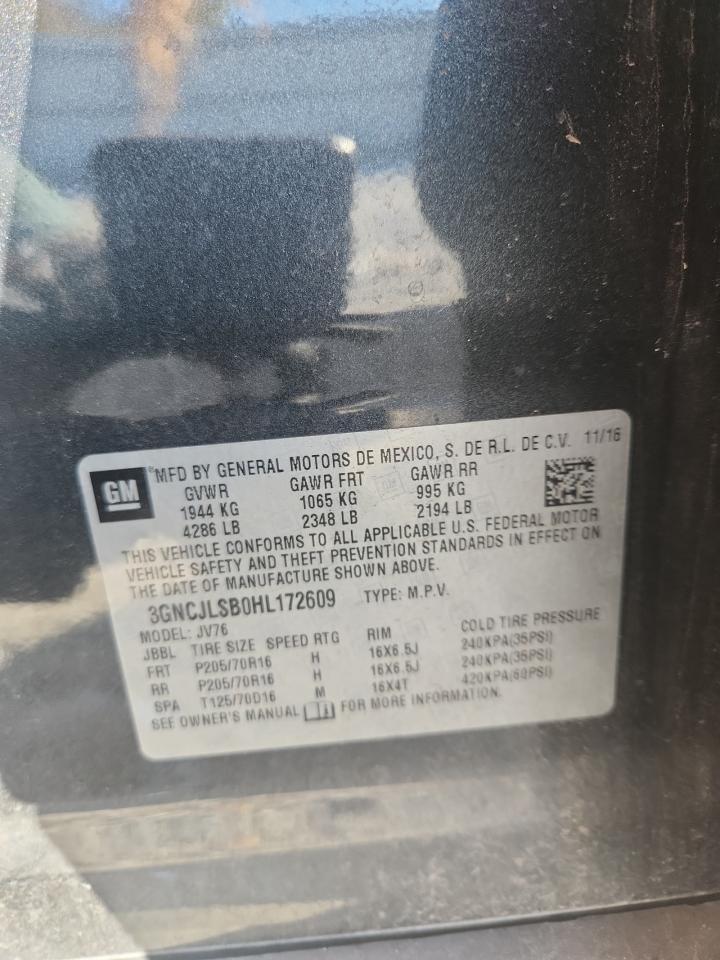 GM
®MFD BY GENERAL MOTORS DE MEXICO, S. DE R.L. DE C.V. 11/16
GVWR GAWR FRT GAWR RR
1944 KG 1065 KG 995 KG
4286 LB 2348 LB 2194 LB
THIS VEHICLE CONFORMS TO ALL APPLICABLE U.S. FEDERAL MOTOR
VEHICLE SAFETY AND THEFT PREVENTION STANDARDS IN EFFECT ON
THE DATE OF MANUFACTURE SHOWN ABOVE.
3GNCJLSB0HL172609 TYPE: M.P.V.
MODEL: JV76
JBBL TIRE SIZE SPEED RTG RIM COLD TIRE PRESSURE
FRT P205/70R16 H 16X6.5J 240KPA(35PSI)
RR P205/70R16 H 16X6.5J 240KPA(35PSI)
SPA T125/70D16 M 16X4T 420KPA(60PSI)
SEE OWNER'S MANUAL FOR MORE INFORMATION.